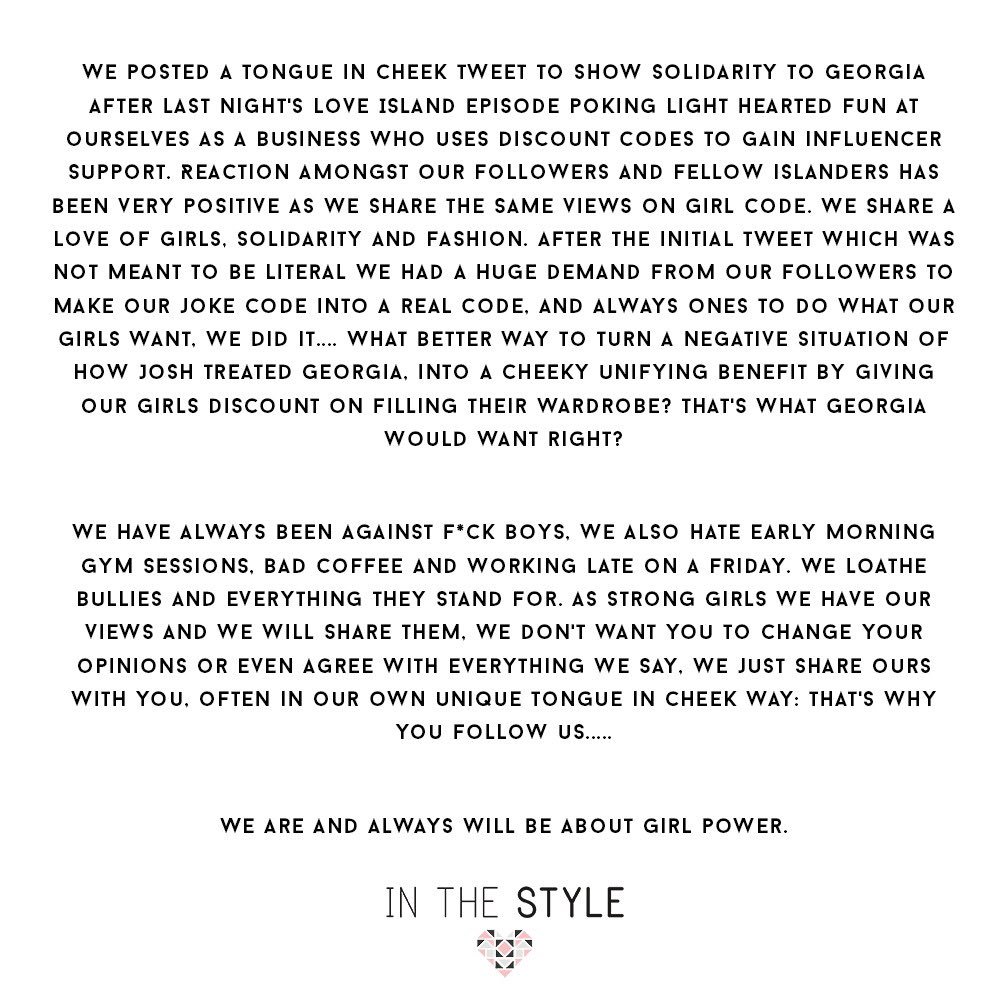 WE POSTED A TONGUE IN CHEEK TWEET TO SHOW SOLIDARITY TO GEORGIA
AFTER LAST NIGHT'S LOVE ISLAND EPISODE POKING LIGHT HEARTED FUN AT
OURSELVES AS A BUSINESS WHO USES DISCOUNT CODES TO GAIN INFLUENCER
SUPPORT. REACTION AMONGST OUR FOLLOWERS AND FELLOW ISLANDERS HAS
BEEN VERY POSITIVE AS WE SHARE THE SAME VIEWS ON GIRL CODE. WE SHARE A
LOVE OF GIRLS, SOLIDARITY AND FASHION. AFTER THE INITIAL TWEET WHICH WAS
NOT MEANT TO BE LITERAL WE HAD A HUGE DEMAND FROM OUR FOLLOWERS TO
MAKE OUR JOKE CODE INTO A REAL CODE, AND ALWAYS ONES TO DO WHAT OUR
GIRLS WANT, WE DID IT.... WHAT BETTER WAY TO TURN A NEGATIVE SITUATION OF
HOW JOSH TREATED GEORGIA, INTO A CHEEKY UNIFYING BENEFIT BY GIVING
OUR GIRLS DISCOUNT ON FILLING THEIR WARDROBE? THAT'S WHAT GEORGIA
WOULD WANT RIGHT?
WE HAVE ALWAYS BEEN AGAINST F*CK BOYS, WE ALSO HATE EARLY MORNING
GYM SESSIONS, BAD COFFEE AND WORKING LATE ON A FRIDAY. WE LOATHE
BULLIES AND EVERYTHING THEY STAND FOR. AS STRONG GIRLS WE HAVE OUR
VIEWS AND WE WILL SHARE THEM, WE DON'T WANT YOU TO CHANGE YOUR
OPINIONS OR EVEN AGREE WITH EVERYTHING WE SAY, WE JUST SHARE OURS
WITH YOU, OFTEN IN OUR OWN UNIQUE TONGUE IN CHEEK WAY: THAT'S WHY
YOU FOLLOW US.....
WE ARE AND ALWAYS WILL BE ABOUT GIRL POWER.
IN THE STYLE